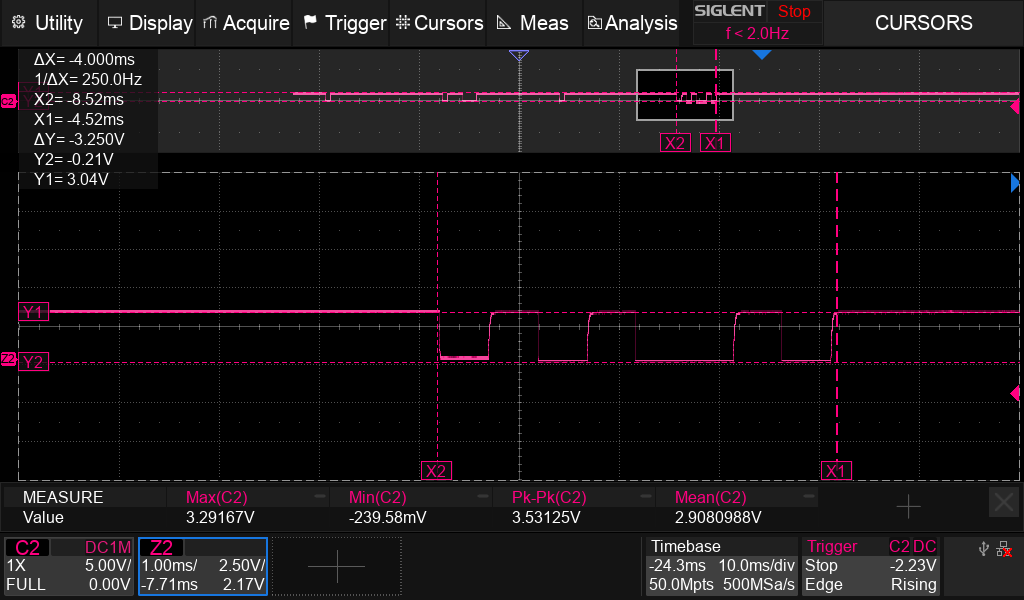 Utility Display Acquire Trigger Cursors Meas Analysis SIGLENT Stop CURSORS
f < 2.0Hz
ΔX= -4.000ms
1/ΔX= 250.0Hz
X2= -8.52ms
X1= -4.52ms
ΔY= -3.250V
Y2= -0.21V
Y1= 3.04V
C2
X2 X1
Y1
Z2 Y2
X2 X1
MEASURE Max(C2) Min(C2) Pk-Pk(C2) Mean(C2)
Value 3.29167V -239.58mV 3.53125V 2.9080988V
C2 DC1M Z2 Timebase Trigger C2 DC
1X 5.00V/ 1.00ms/ 2.50V/ -24.3ms 10.0ms/div Stop -2.23V
FULL 0.00V -7.71ms 2.17V 50.0Mpts 500MSa/s Edge Rising